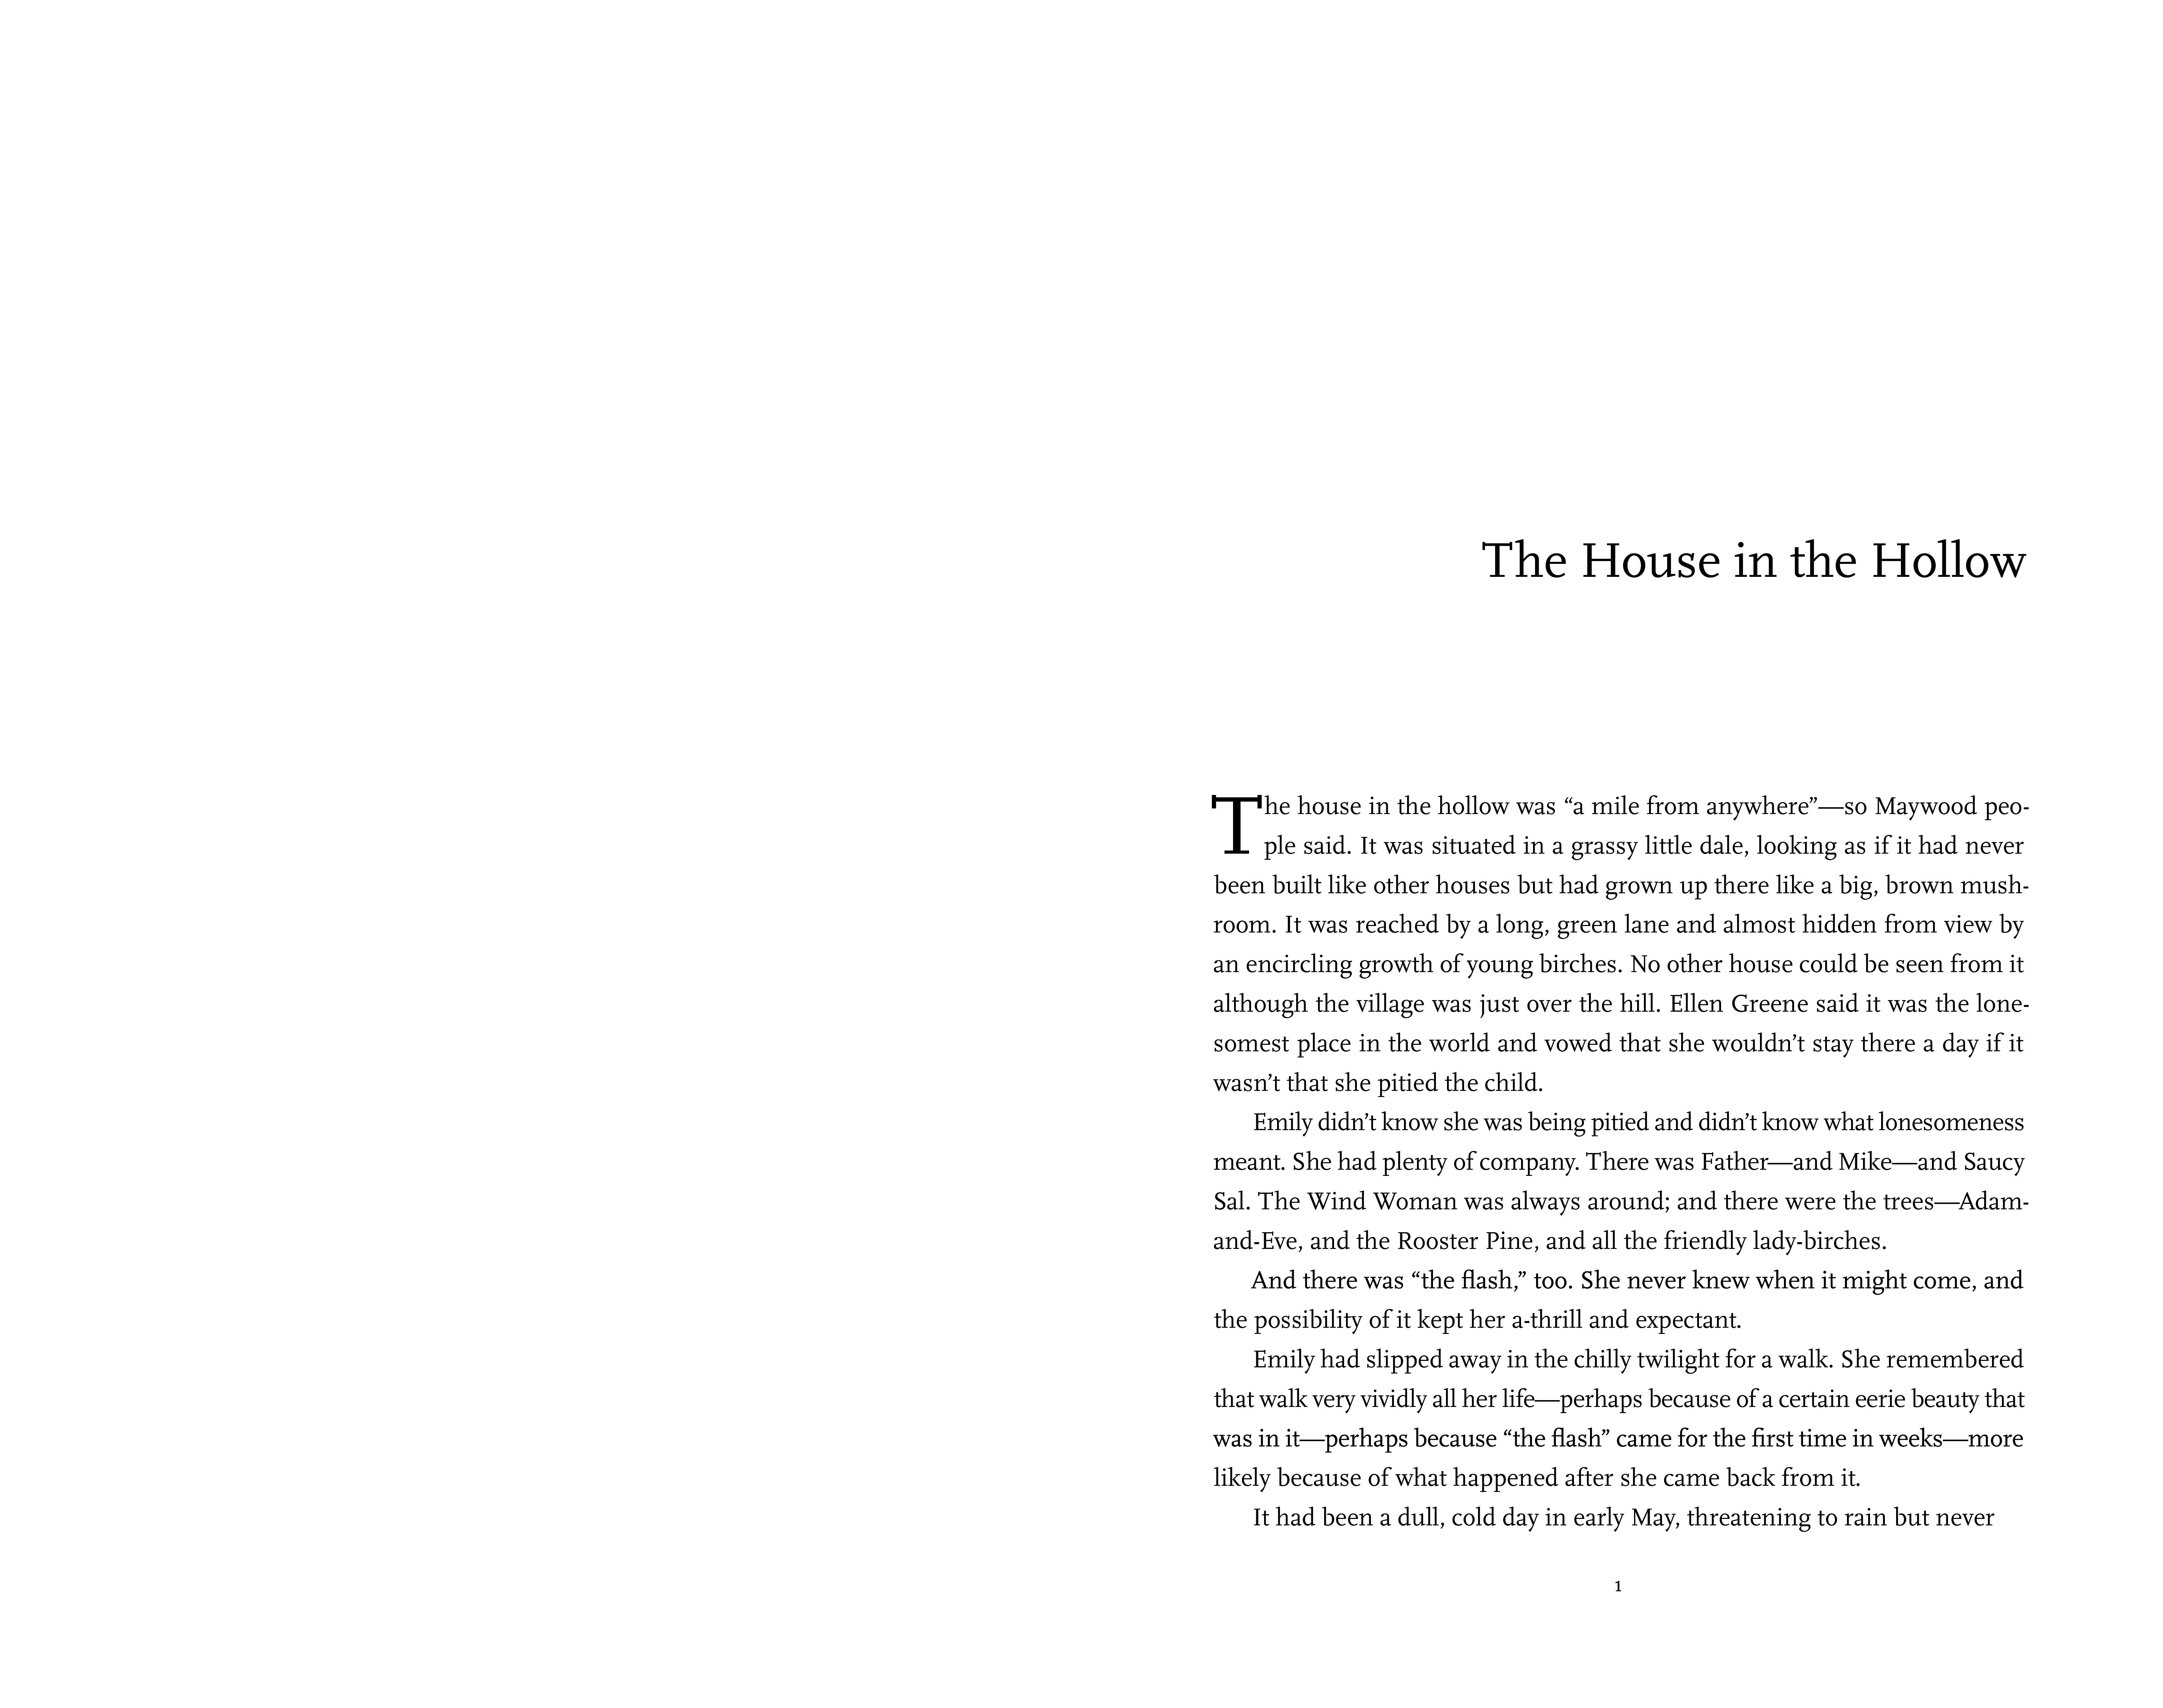 The House in the Hollow
The house in the hollow was “a mile from anywhere”—so Maywood peo-
ple said. It was situated in a grassy little dale, looking as if it had never
been built like other houses but had grown up there like a big, brown mush-
room. It was reached by a long, green lane and almost hidden from view by
an encircling growth of young birches. No other house could be seen from it
although the village was just over the hill. Ellen Greene said it was the lone-
somest place in the world and vowed that she wouldn’t stay there a day if it
wasn’t that she pitied the child.
Emily didn’t know she was being pitied and didn’t know what lonesomeness
meant. She had plenty of company. There was Father—and Mike—and Saucy
Sal. The Wind Woman was always around; and there were the trees—Adam-
and-Eve, and the Rooster Pine, and all the friendly lady-birches.
And there was “the flash,” too. She never knew when it might come, and
the possibility of it kept her a-thrill and expectant.
Emily had slipped away in the chilly twilight for a walk. She remembered
that walk very vividly all her life—perhaps because of a certain eerie beauty that
was in it—perhaps because “the flash” came for the first time in weeks—more
likely because of what happened after she came back from it.
It had been a dull, cold day in early May, threatening to rain but never
1